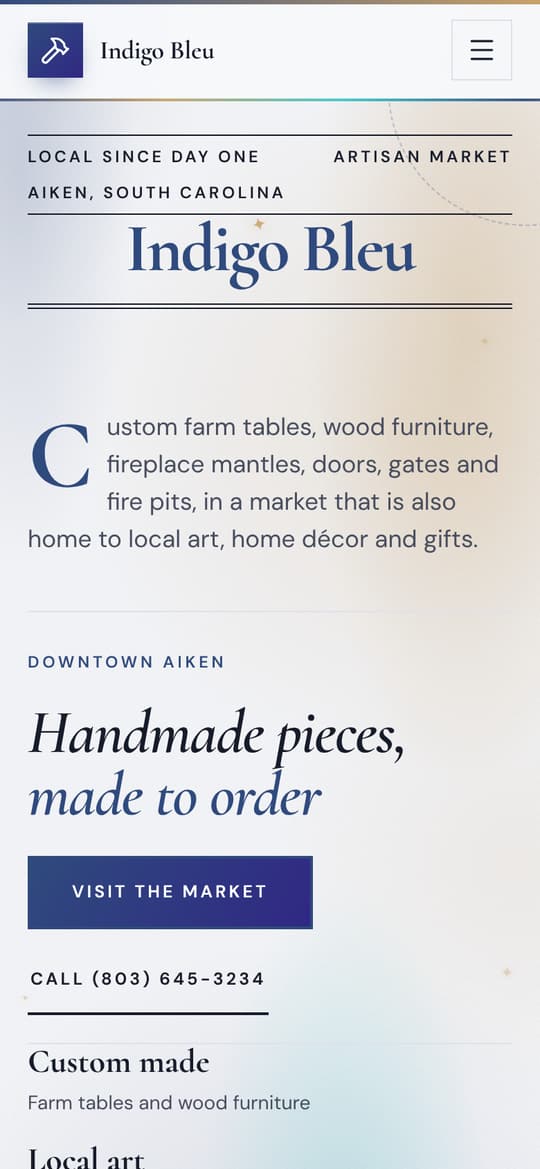 Indigo Bleu
LOCAL SINCE DAY ONE
ARTISAN MARKET
AIKEN, SOUTH CAROLINA
Indigo Bleu
Custom farm tables, wood furniture,
fireplace mantles, doors, gates and
fire pits, in a market that is also
home to local art, home décor and gifts.
DOWNTOWN AIKEN
Handmade pieces,
made to order
VISIT THE MARKET
CALL (803) 645-3234
Custom made
Farm tables and wood furniture
Local art